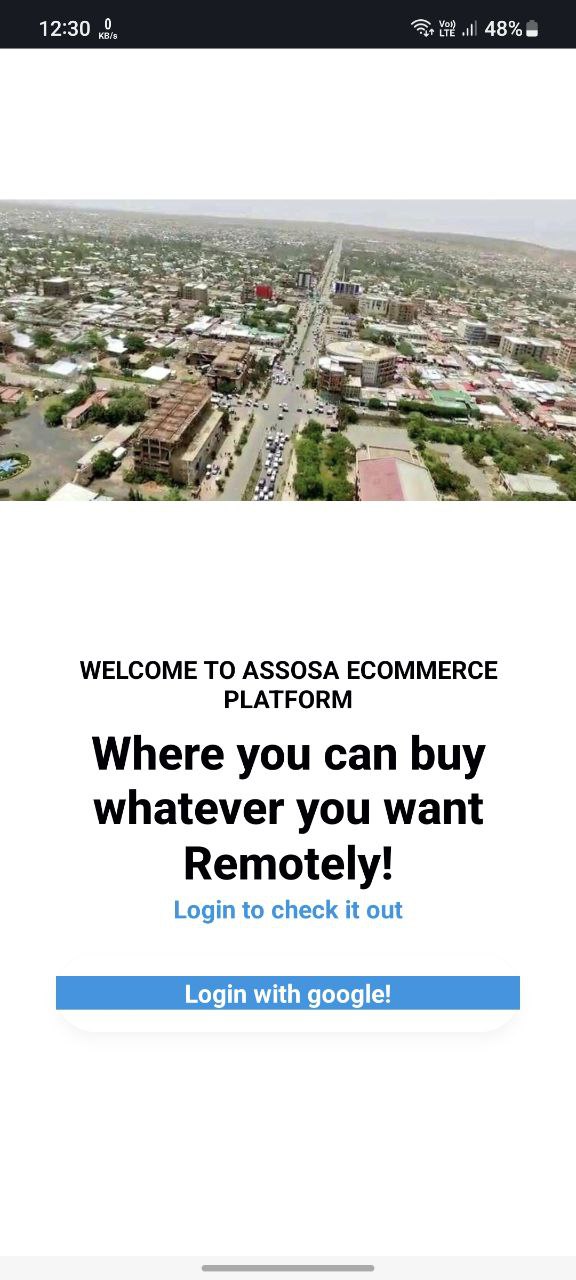 12:30 0 KB/s Vo)) LTE 48%
WELCOME TO ASSOSA ECOMMERCE
PLATFORM
Where you can buy
whatever you want
Remotely!
Login to check it out
Login with google!